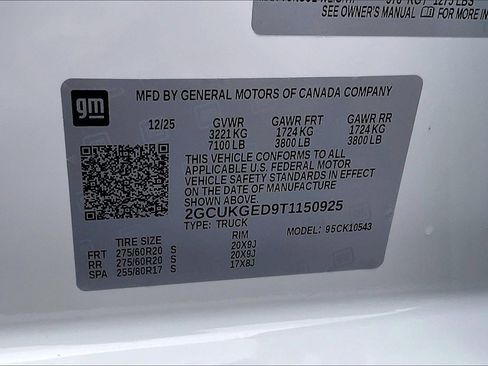 SEE OWNER'S MANUAL FOR MORE IN
gm
MFD BY GENERAL MOTORS OF CANADA COMPANY
12/25 GVWR GAWR FRT GAWR RR
3221 KG 1724 KG 1724 KG
7100 LB 3800 LB 3800 LB
THIS VEHICLE CONFORMS TO ALL
APPLICABLE U.S. FEDERAL MOTOR
VEHICLE SAFETY STANDARDS IN EFFECT
ON THE DATE OF MANUFACTURE
SHOWN ABOVE.
2GCUKGED9T1150925
TYPE: TRUCK MODEL: 95CK10543
TIRE SIZE RIM
FRT 275/60R20 S 20X9J
RR 275/60R20 S 20X9J
SPA 255/80R17 S 17X8J